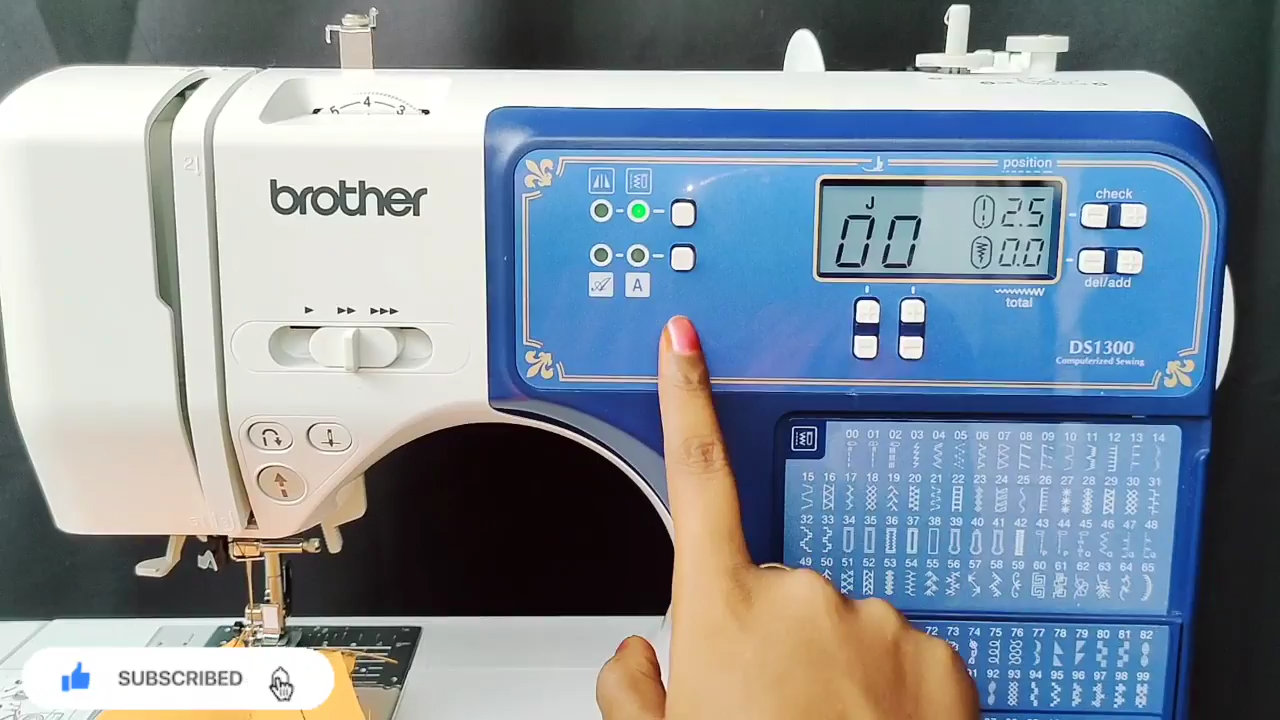 5 4 3
21
position
brother
check
J
00 2.5
0.0
A A
del/add
total
DS1300
Computerized Sewing
00 01 02 03 04 05 06 07 08 09 10 11 12 13 14
15 16 17 18 19 20 21 22 23 24 25 26 27 28 29 30 31
32 33 34 35 36 37 38 39 40 41 42 43 44 45 46 47 48
49 50 51 52 53 54 55 56 57 58 59 60 61 62 63 64 65
72 73 74 75 76 77 78 79 80 81 82
92 93 94 95 96 97 98 99
SUBSCRIBED